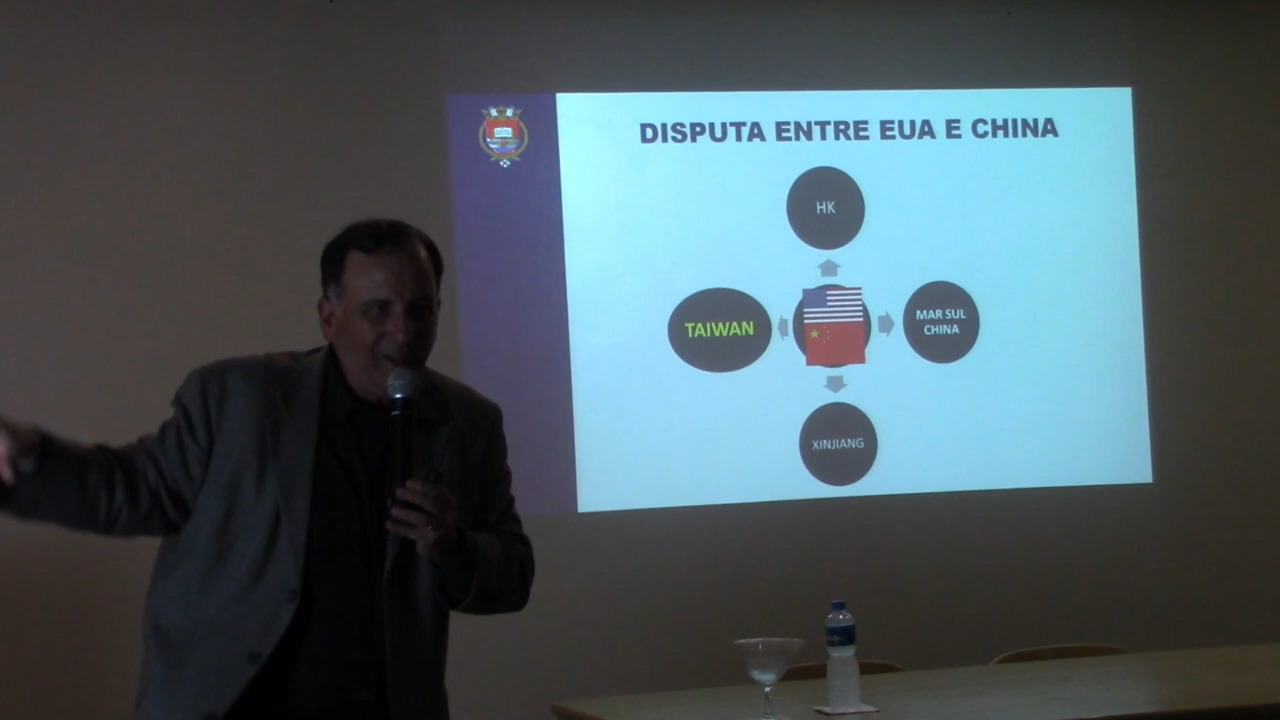 DISPUTA ENTRE EUA E CHINA
HK
TAIWAN
MAR SUL
CHINA
XINJIANG